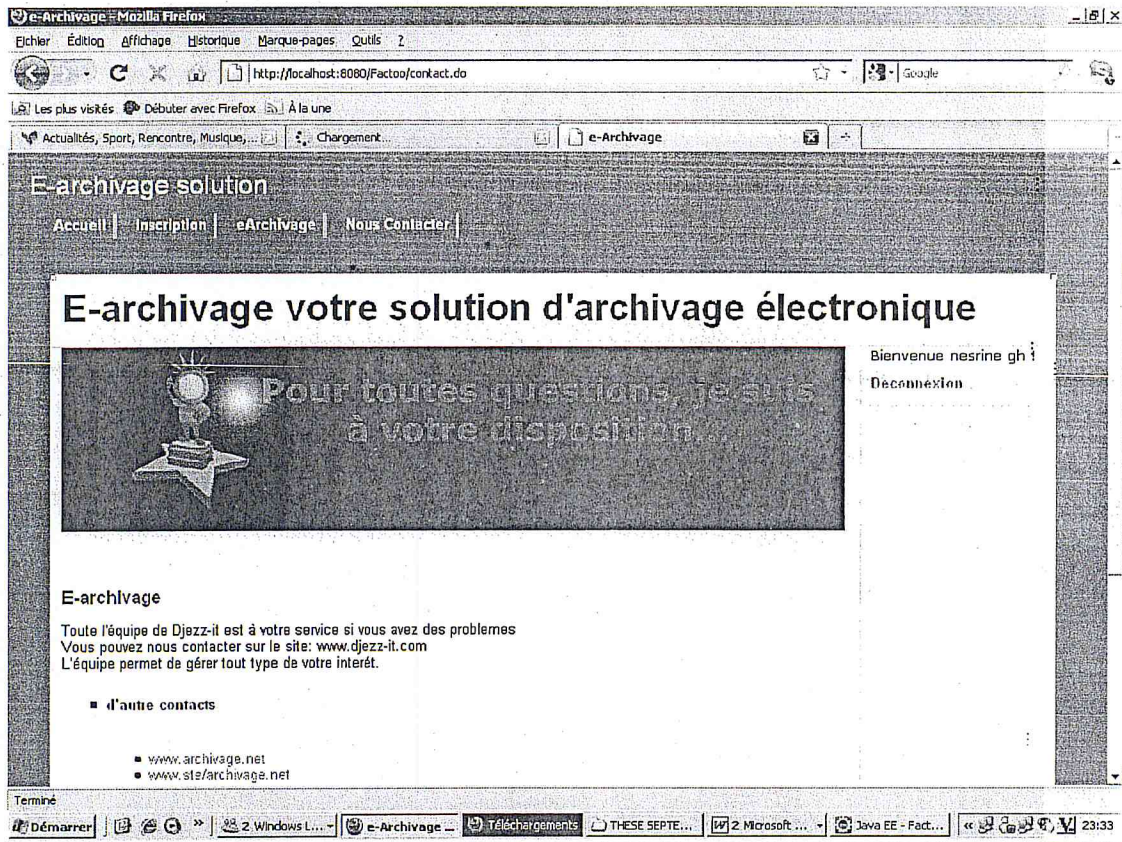 e-Archivage - Mozilla Firefox
Fichier Édition Affichage Historique Marque-pages Outils ?
http://localhost:8080/Factoo/contact.do
Google
Les plus visités Débuter avec Firefox À la une
Actualités, Sport, Rencontre, Musique,... Chargement... e-Archivage
E-archivage solution
Accueil Inscription eArchivage Nous Contacter
E-archivage votre solution d'archivage électronique
Bienvenue nesrine gh !
Déconnexion
Pour toutes questions, je suis
à votre disposition...
E-archivage
Toute l'équipe de Djezz-it est à votre service si vous avez des problemes
Vous pouvez nous contacter sur le site: www.djezz-it.com
L'équipe permet de gérer tout type de votre interét.
d'autre contacts
www.archivage.net
www.ste/archivage.net
Terminé
Démarrer » 2 Windows L... e-Archivage ... Téléchargements THESE SEPTE... 2 Microsoft ... Java EE - Fact... « 23:33